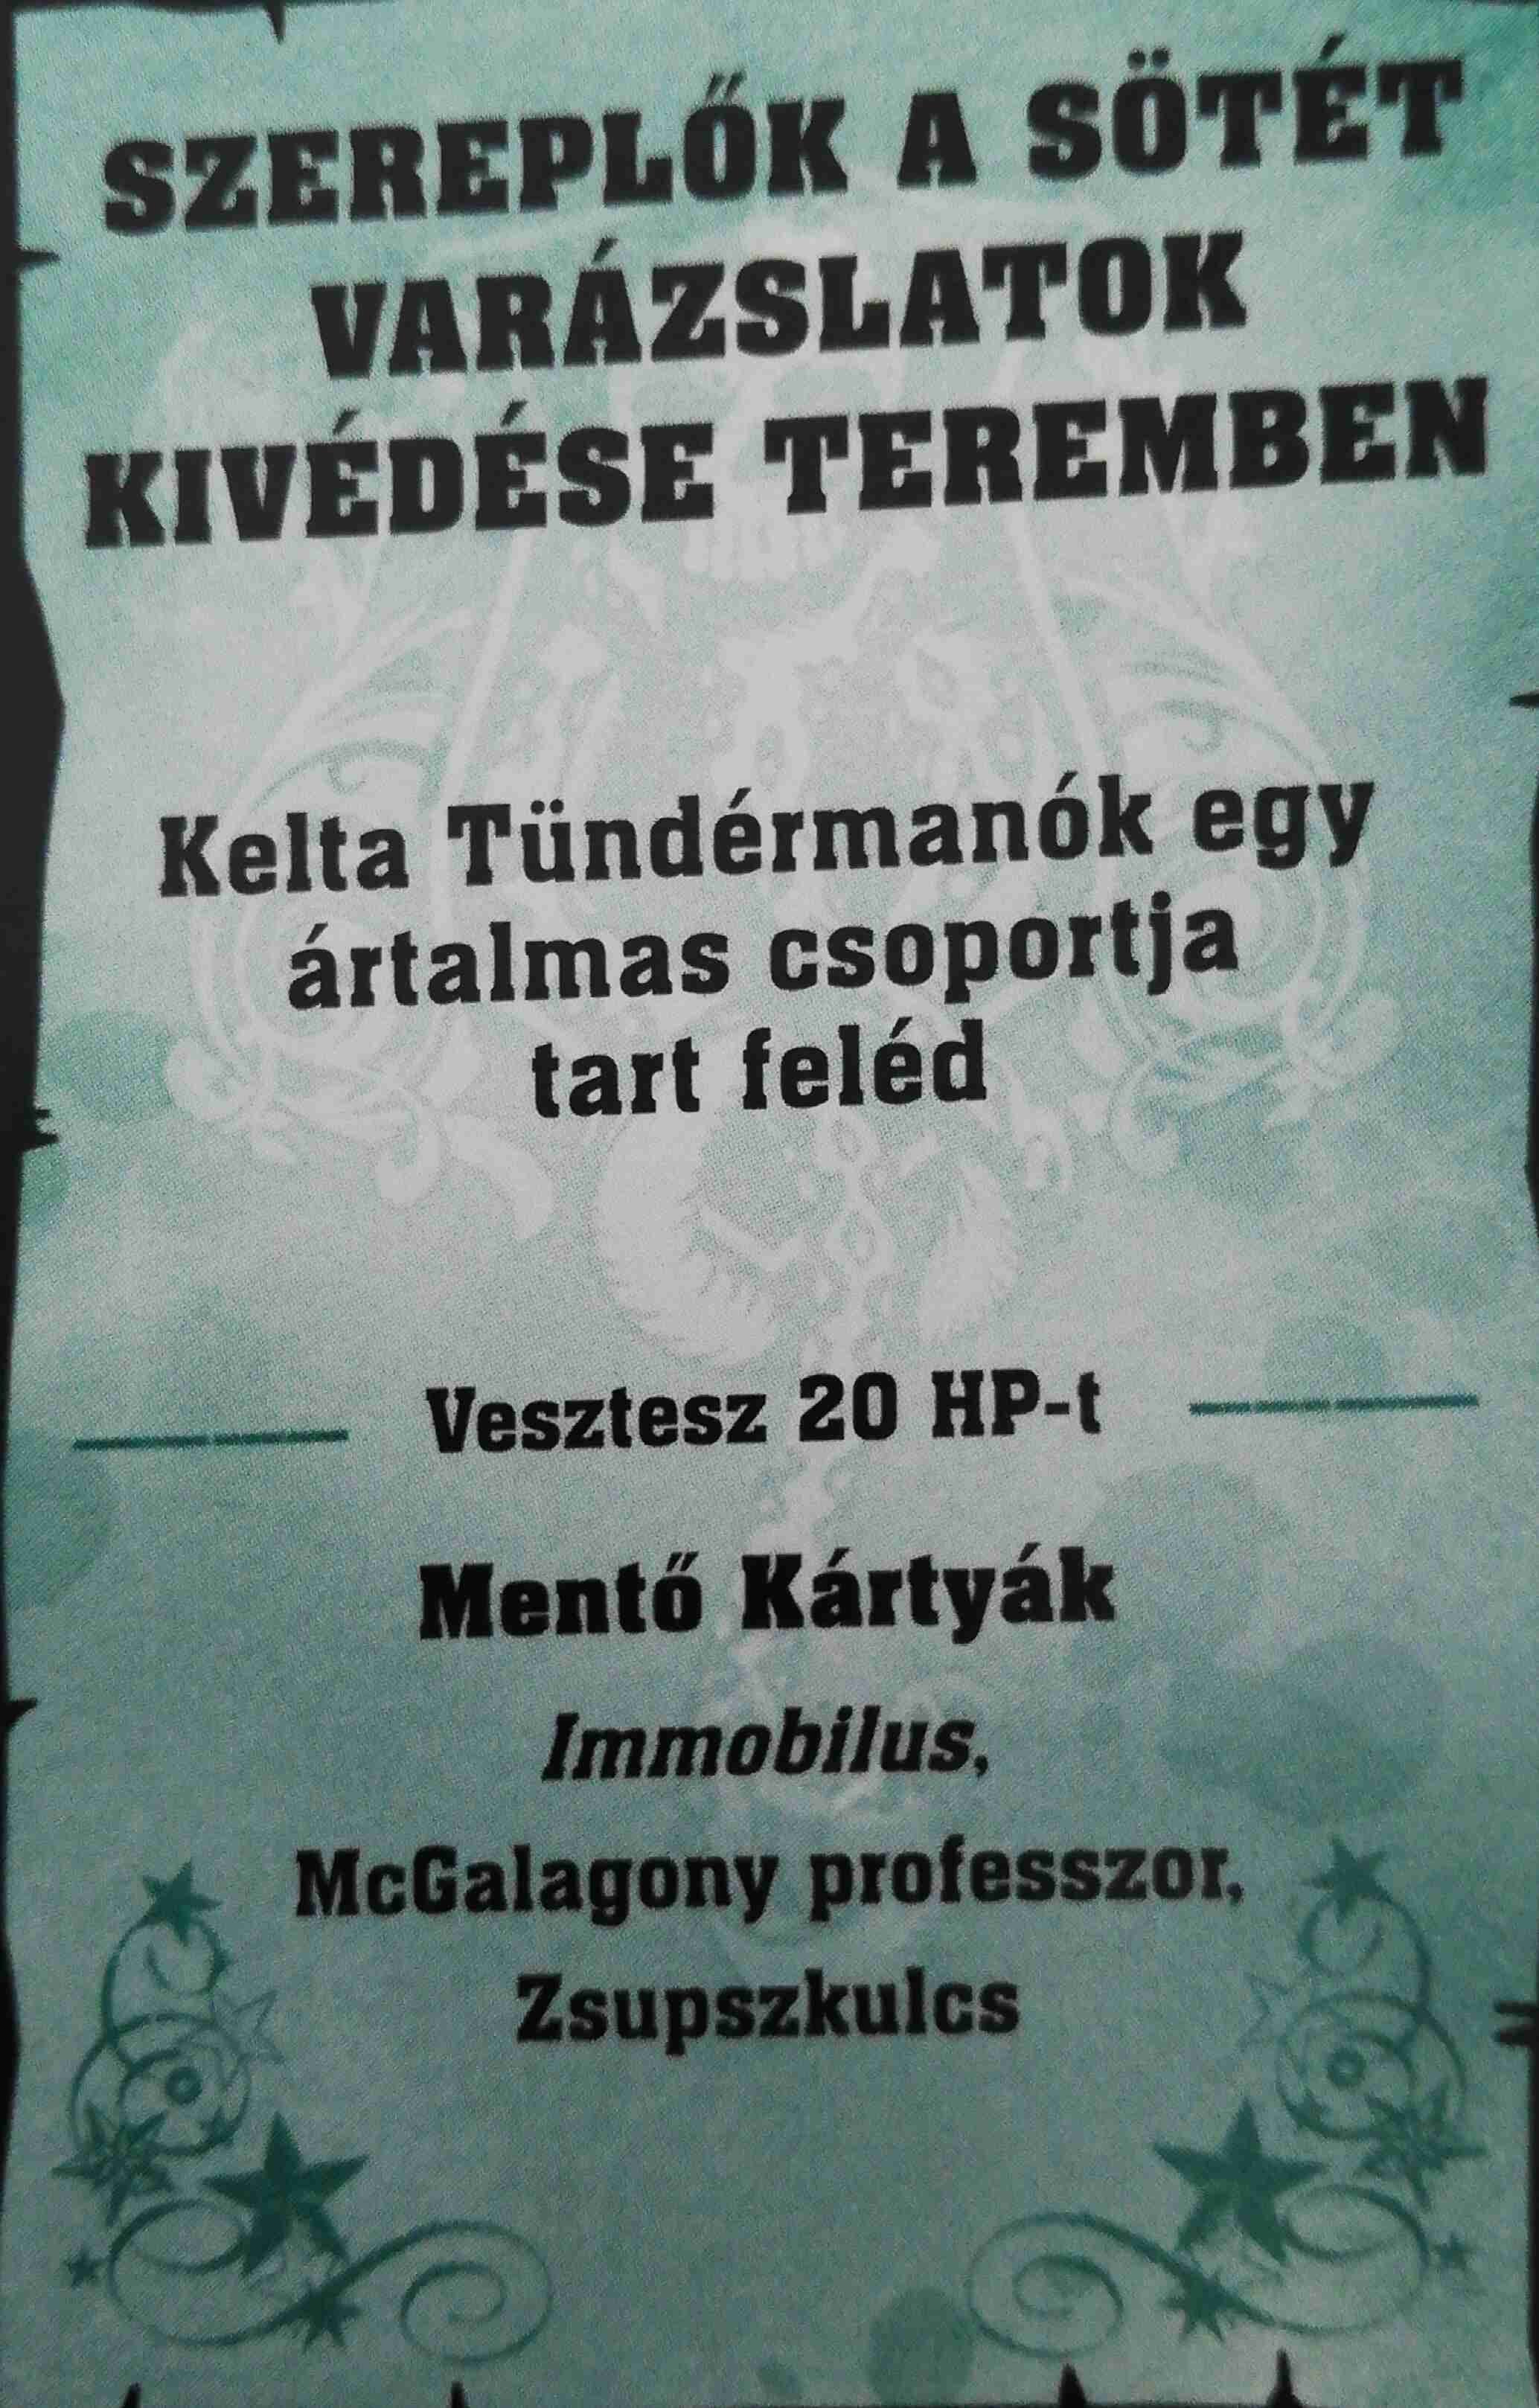 SZEREPLŐK A SÖTÉT
VARÁZSLATOK
KIVÉDÉSE TEREMBEN
Kelta Tündérmanók egy
ártalmas csoportja
tart feléd
Vesztesz 20 HP-t
Mentő Kártyák
Immobilus,
McGalagony professzor,
Zsupszkulcs